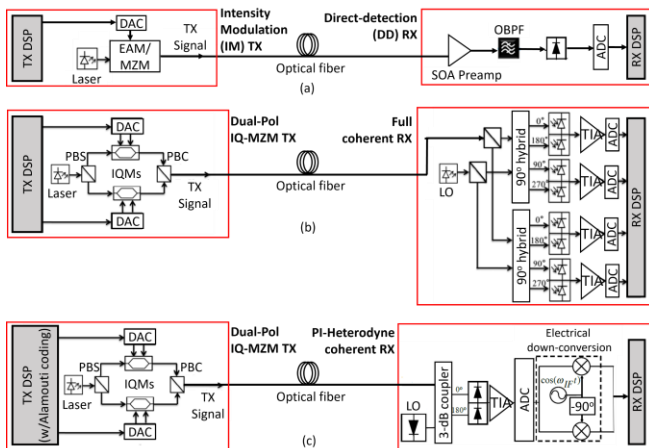 TX DSP
DAC
EAM/
MZM
Laser
TX
Signal
Intensity
Modulation
(IM) TX
Optical fiber
Direct-detection
(DD) RX
SOA Preamp
OBPF
ADC
RX DSP
(a)
TX DSP
DAC
PBS
IQMs
PBC
Laser
DAC
TX
Signal
Dual-Pol
IQ-MZM TX
Optical fiber
Full
coherent RX
LO
90° hybrid
0°
180°
90°
270°
TIA
ADC
TIA
ADC
90° hybrid
0°
180°
90°
270°
TIA
ADC
TIA
ADC
RX DSP
(b)
TX DSP
(w/Alamouti coding)
DAC
PBS
IQMs
PBC
Laser
DAC
TX
Signal
Dual-Pol
IQ-MZM TX
Optical fiber
PI-Heterodyne
coherent RX
LO
3-dB coupler
0°
180°
TIA
ADC
Electrical
down-conversion
cos(ω_IF t)
-90°
RX DSP
(c)